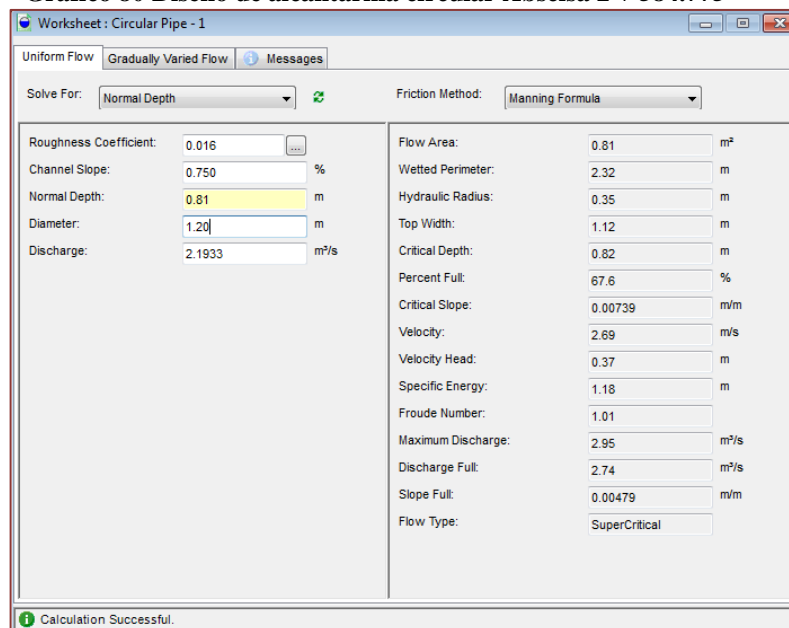 Worksheet : Circular Pipe - 1
Uniform Flow Gradually Varied Flow Messages
Solve For: Normal Depth Friction Method: Manning Formula
Roughness Coefficient: 0.016 ...
Channel Slope: 0.750 %
Normal Depth: 0.81 m
Diameter: 1.20 m
Discharge: 2.1933 m³/s
Flow Area: 0.81 m²
Wetted Perimeter: 2.32 m
Hydraulic Radius: 0.35 m
Top Width: 1.12 m
Critical Depth: 0.82 m
Percent Full: 67.6 %
Critical Slope: 0.00739 m/m
Velocity: 2.69 m/s
Velocity Head: 0.37 m
Specific Energy: 1.18 m
Froude Number: 1.01
Maximum Discharge: 2.95 m³/s
Discharge Full: 2.74 m³/s
Slope Full: 0.00479 m/m
Flow Type: SuperCritical
Calculation Successful.